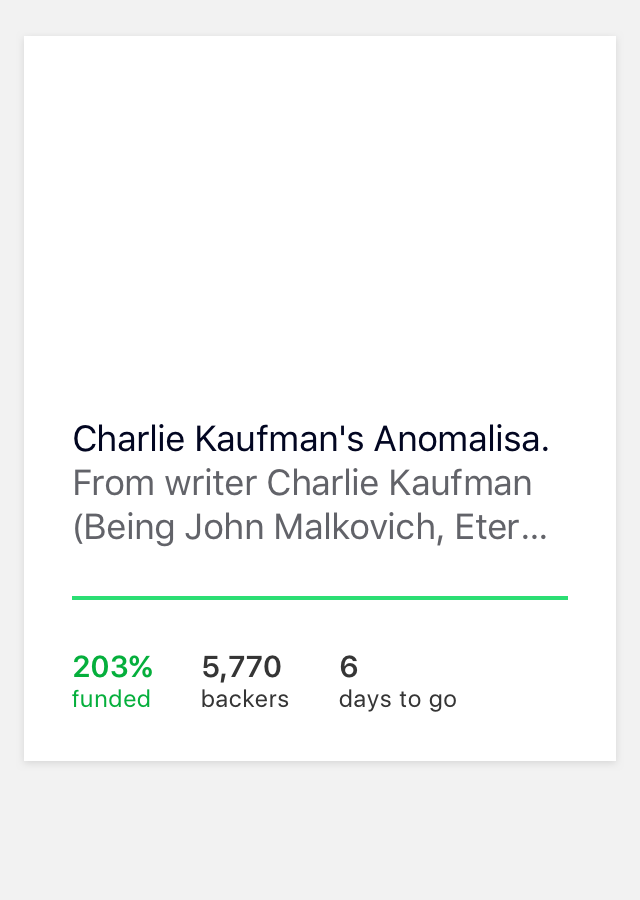 Charlie Kaufman's Anomalisa.
From writer Charlie Kaufman
(Being John Malkovich, Eter...
203% 5,770 6
funded backers days to go